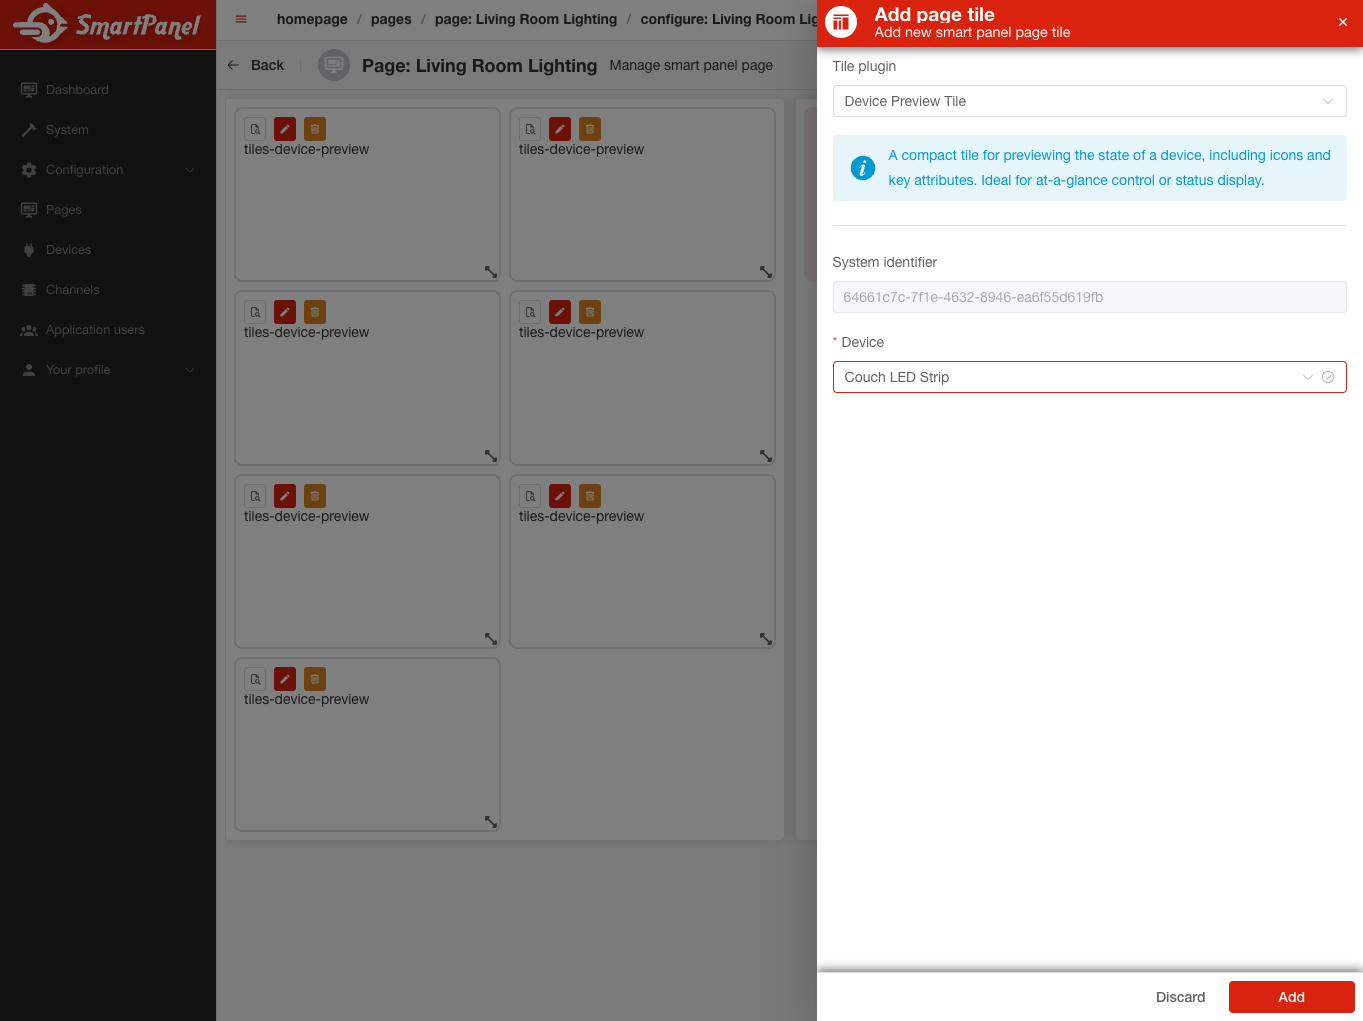 SmartPanel
Dashboard
System
Configuration
Pages
Devices
Channels
Application users
Your profile
homepage / pages / page: Living Room Lighting / configure: Living Room Lig
Back
Page: Living Room Lighting
Manage smart panel page
tiles-device-preview
tiles-device-preview
tiles-device-preview
tiles-device-preview
tiles-device-preview
tiles-device-preview
tiles-device-preview
Add page tile
Add new smart panel page tile
Tile plugin
Device Preview Tile
A compact tile for previewing the state of a device, including icons and
key attributes. Ideal for at-a-glance control or status display.
System identifier
64661c7c-7f1e-4632-8946-ea6f55d619fb
* Device
Couch LED Strip
Discard
Add